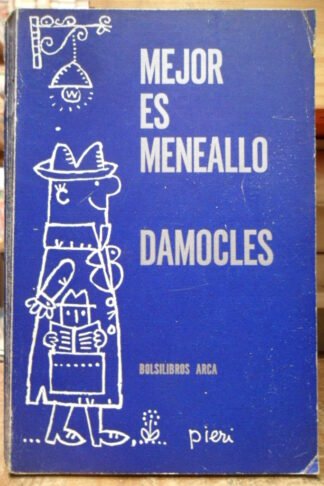 W
MEJOR
ES
MENEALLO
DAMOCLES
BOLSILIBROS ARCA
pieri